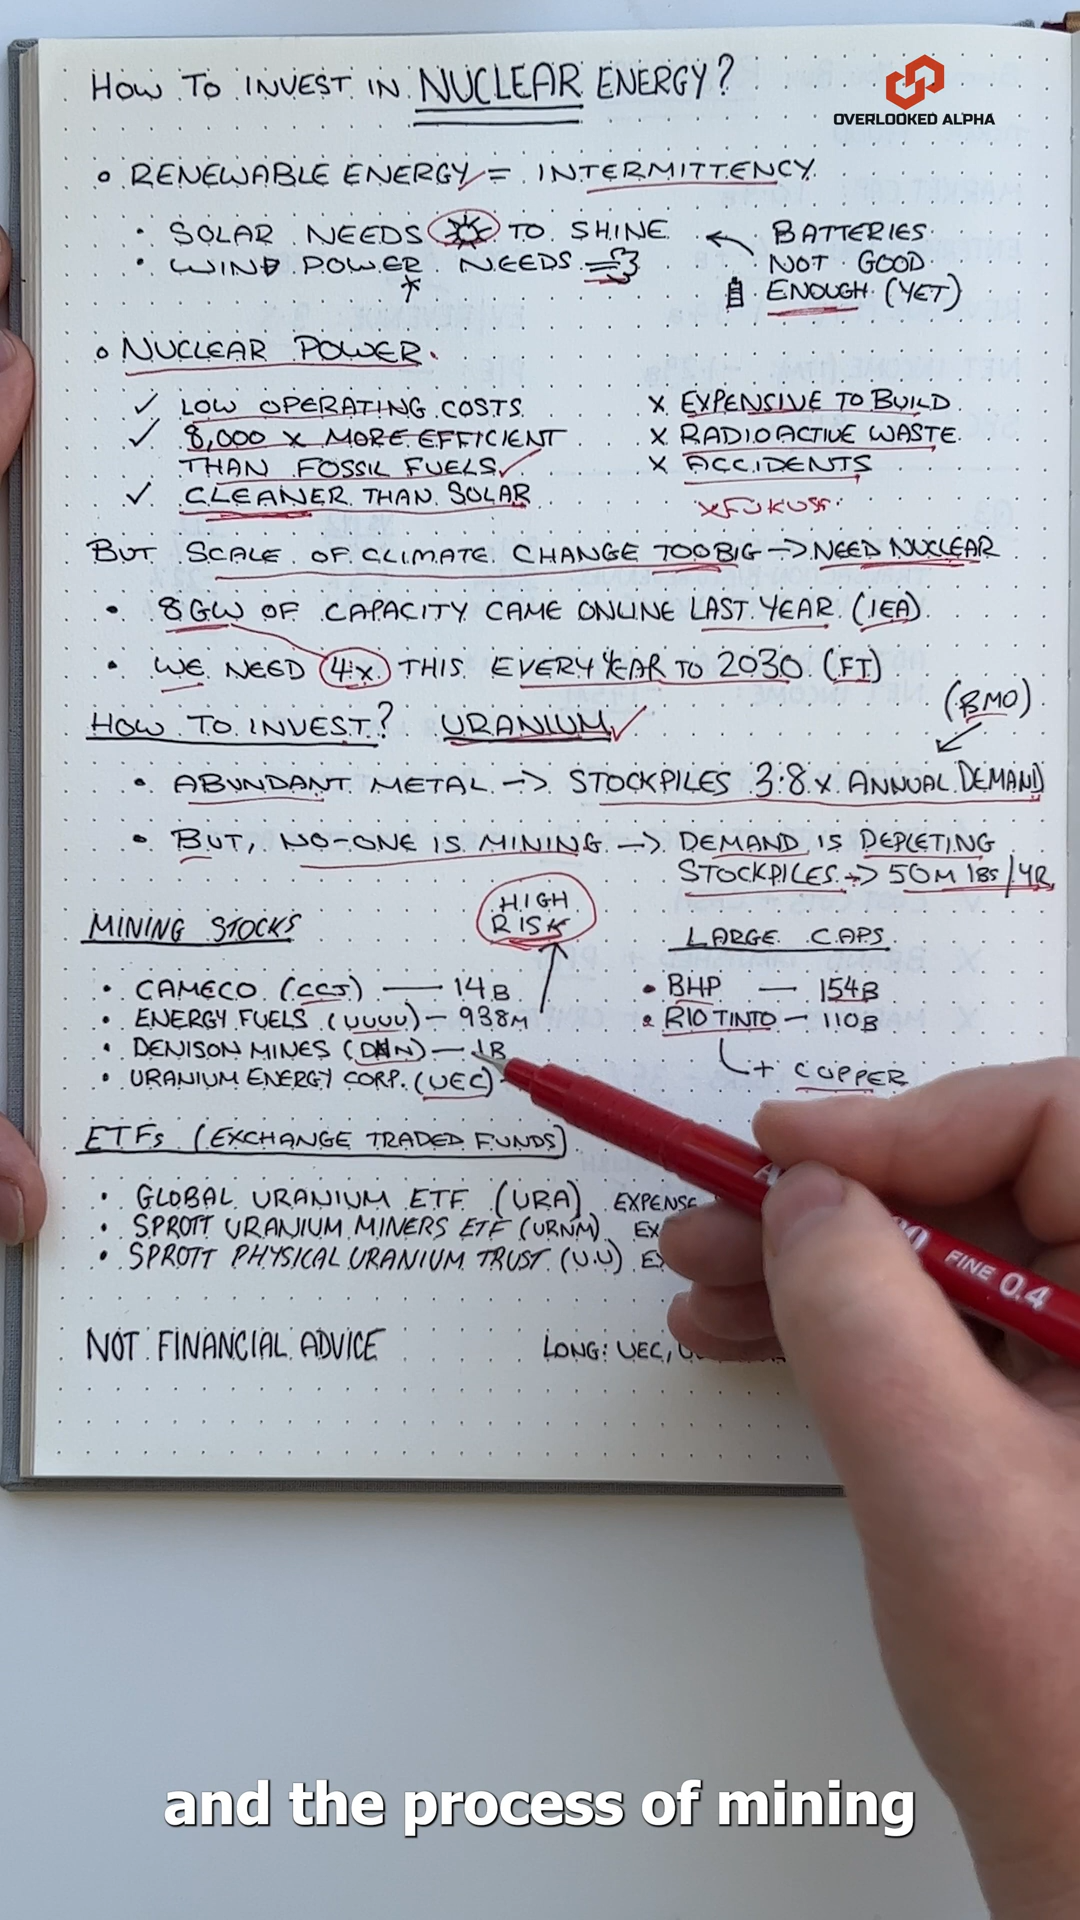 HOW TO INVEST IN NUCLEAR ENERGY?
OVERLOOKED ALPHA
RENEWABLE ENERGY = INTERMITTENCY
SOLAR NEEDS TO SHINE
WIND POWER NEEDS
BATTERIES
NOT GOOD
ENOUGH (YET)
NUCLEAR POWER
✓ LOW OPERATING COSTS
✓ 8,000 X MORE EFFICIENT
THAN FOSSIL FUELS ✓
✓ CLEANER THAN SOLAR
X EXPENSIVE TO BUILD
X RADIOACTIVE WASTE
X ACCIDENTS
BUT SCALE OF CLIMATE CHANGE TOO BIG → NEED NUCLEAR
• 8GW OF CAPACITY CAME ONLINE LAST YEAR (IEA)
• WE NEED 4X THIS EVERY YEAR TO 2030 (FT)
HOW TO INVEST? URANIUM ✓
(BMO)
• ABUNDANT METAL → STOCKPILES 3.8X ANNUAL DEMAND
• BUT, NO-ONE IS MINING → DEMAND IS DEPLETING
STOCKPILES → 50M lbs/YR
HIGH
RISK
MINING STOCKS
• CAMECO (CCJ) — 14B
• ENERGY FUELS (UUUU) — 938M
• DENISON MINES (DNN) — 1B
• URANIUM ENERGY CORP. (UEC)
LARGE CAPS
• BHP — 154B
• RIO TINTO — 110B
+ COPPER
ETFs (EXCHANGE TRADED FUNDS)
• GLOBAL URANIUM ETF (URA) EXPENSE
• SPROTT URANIUM MINERS ETF (URNM)
• SPROTT PHYSICAL URANIUM TRUST (U.U)
NOT FINANCIAL ADVICE
LONG: UEC,
FINE 0.4
and the process of mining